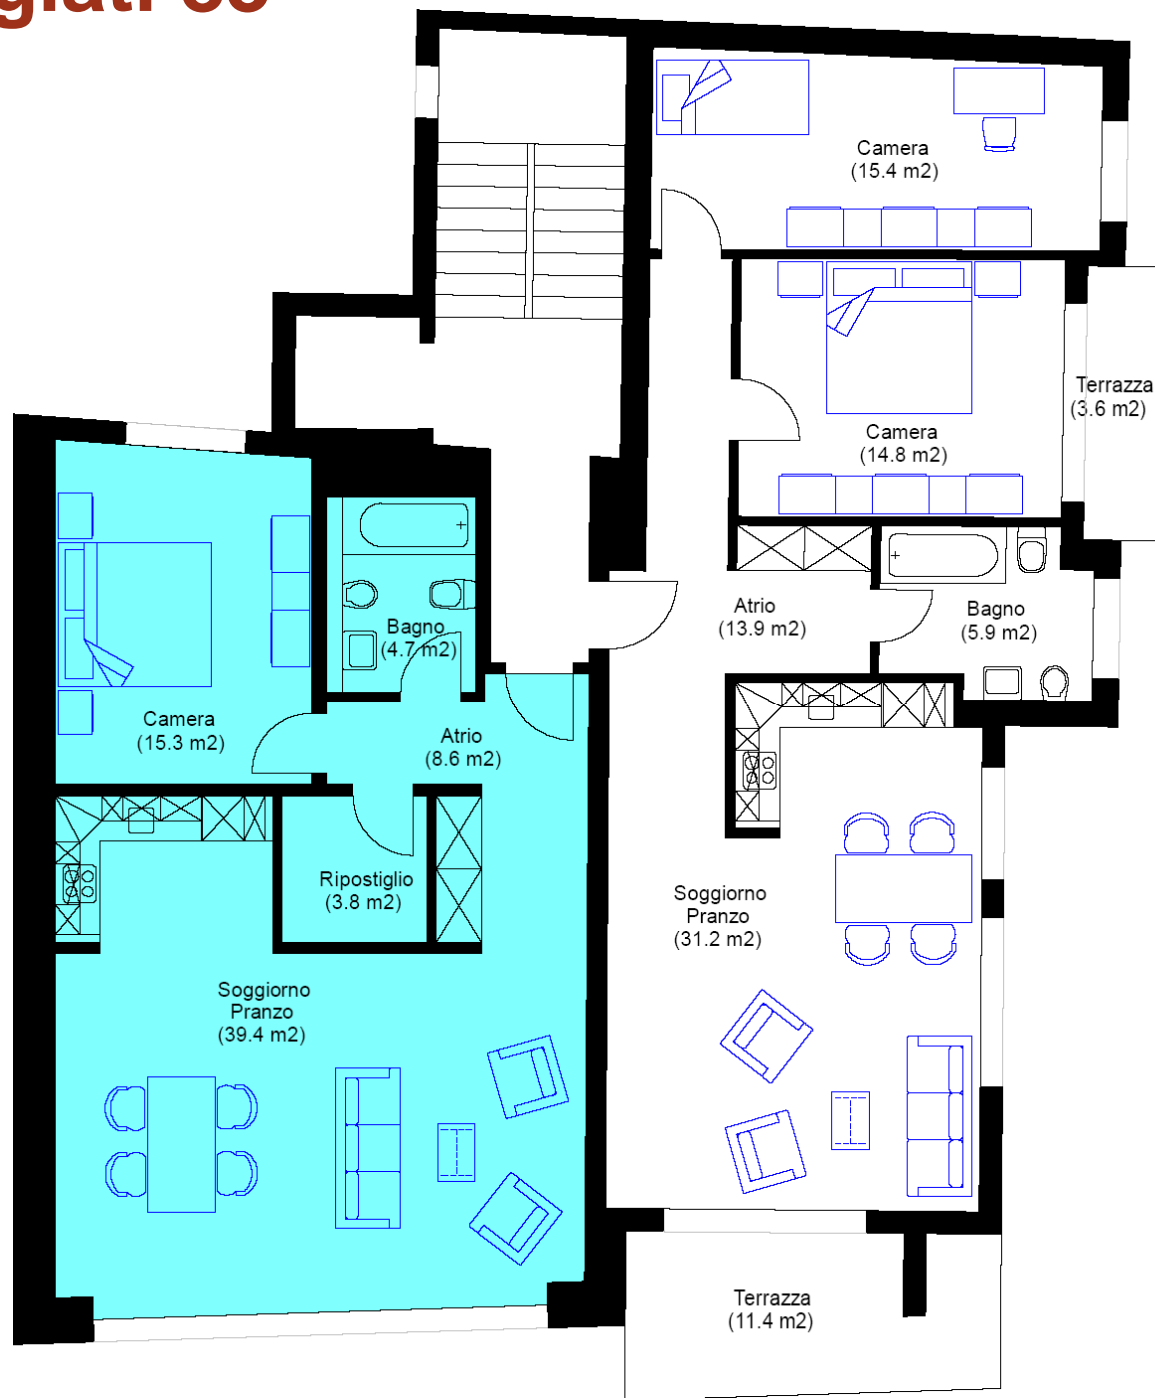 giati 65
Camera
(15.4 m2)
Terrazza
(3.6 m2)
Camera
(14.8 m2)
Atrio
(13.9 m2)
Bagno
(5.9 m2)
Bagno
(4.7 m2)
Camera
(15.3 m2)
Atrio
(8.6 m2)
Ripostiglio
(3.8 m2)
Soggiorno
Pranzo
(31.2 m2)
Soggiorno
Pranzo
(39.4 m2)
Terrazza
(11.4 m2)